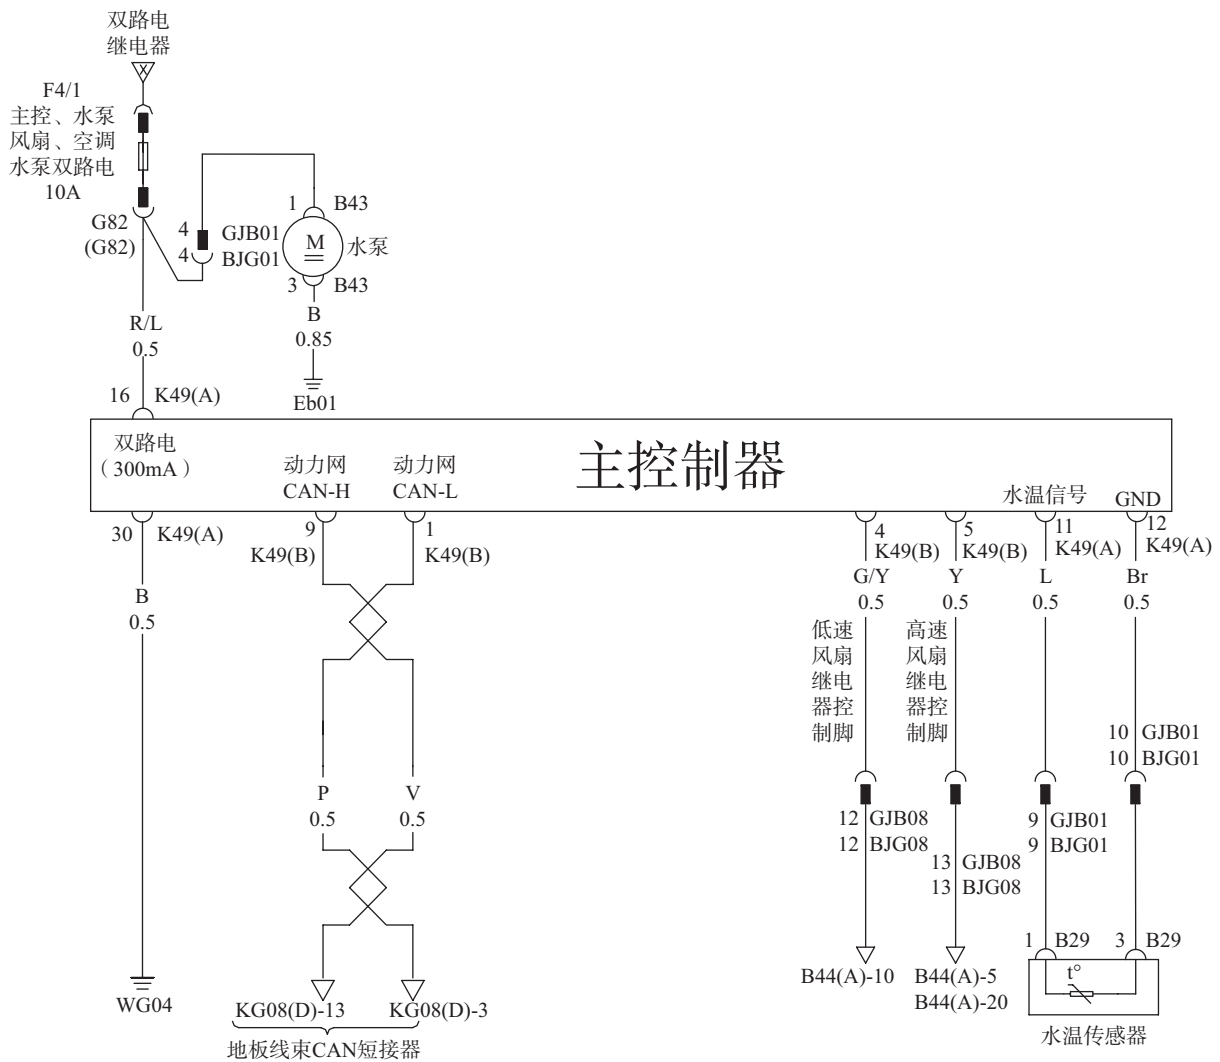 双路电
继电器
F4/1
主控、水泵
风扇、空调
水泵双路电
10A
G82
(G82)
4
4
GJB01
BJG01
1
B43
M
水泵
3
B43
B
0.85
Eb01
R/L
0.5
16
K49(A)
双路电
（300mA）
动力网
CAN-H
动力网
CAN-L
主控制器
水温信号
GND
30
K49(A)
9
K49(B)
1
K49(B)
4
K49(B)
5
K49(B)
11
K49(A)
12
K49(A)
B
0.5
G/Y
0.5
Y
0.5
L
0.5
Br
0.5
低速
风扇
继电
器控
制脚
高速
风扇
继电
器控
制脚
10 GJB01
10 BJG01
P
0.5
V
0.5
12 GJB08
12 BJG08
13 GJB08
13 BJG08
9 GJB01
9 BJG01
1 B29
3 B29
t°
B44(A)-10
B44(A)-5
B44(A)-20
水温传感器
WG04
KG08(D)-13
KG08(D)-3
地板线束CAN短接器